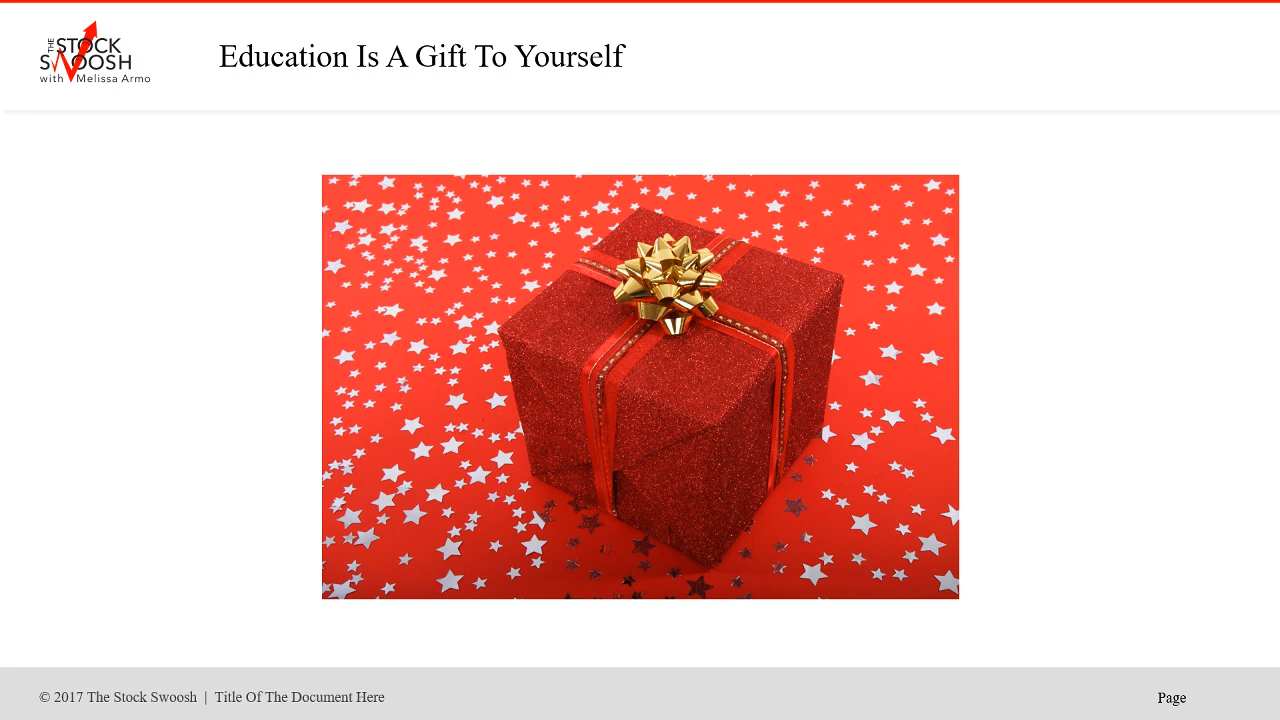 THE STOCK
SWOOSH
with Melissa Armo
Education Is A Gift To Yourself
© 2017 The Stock Swoosh | Title Of The Document Here
Page